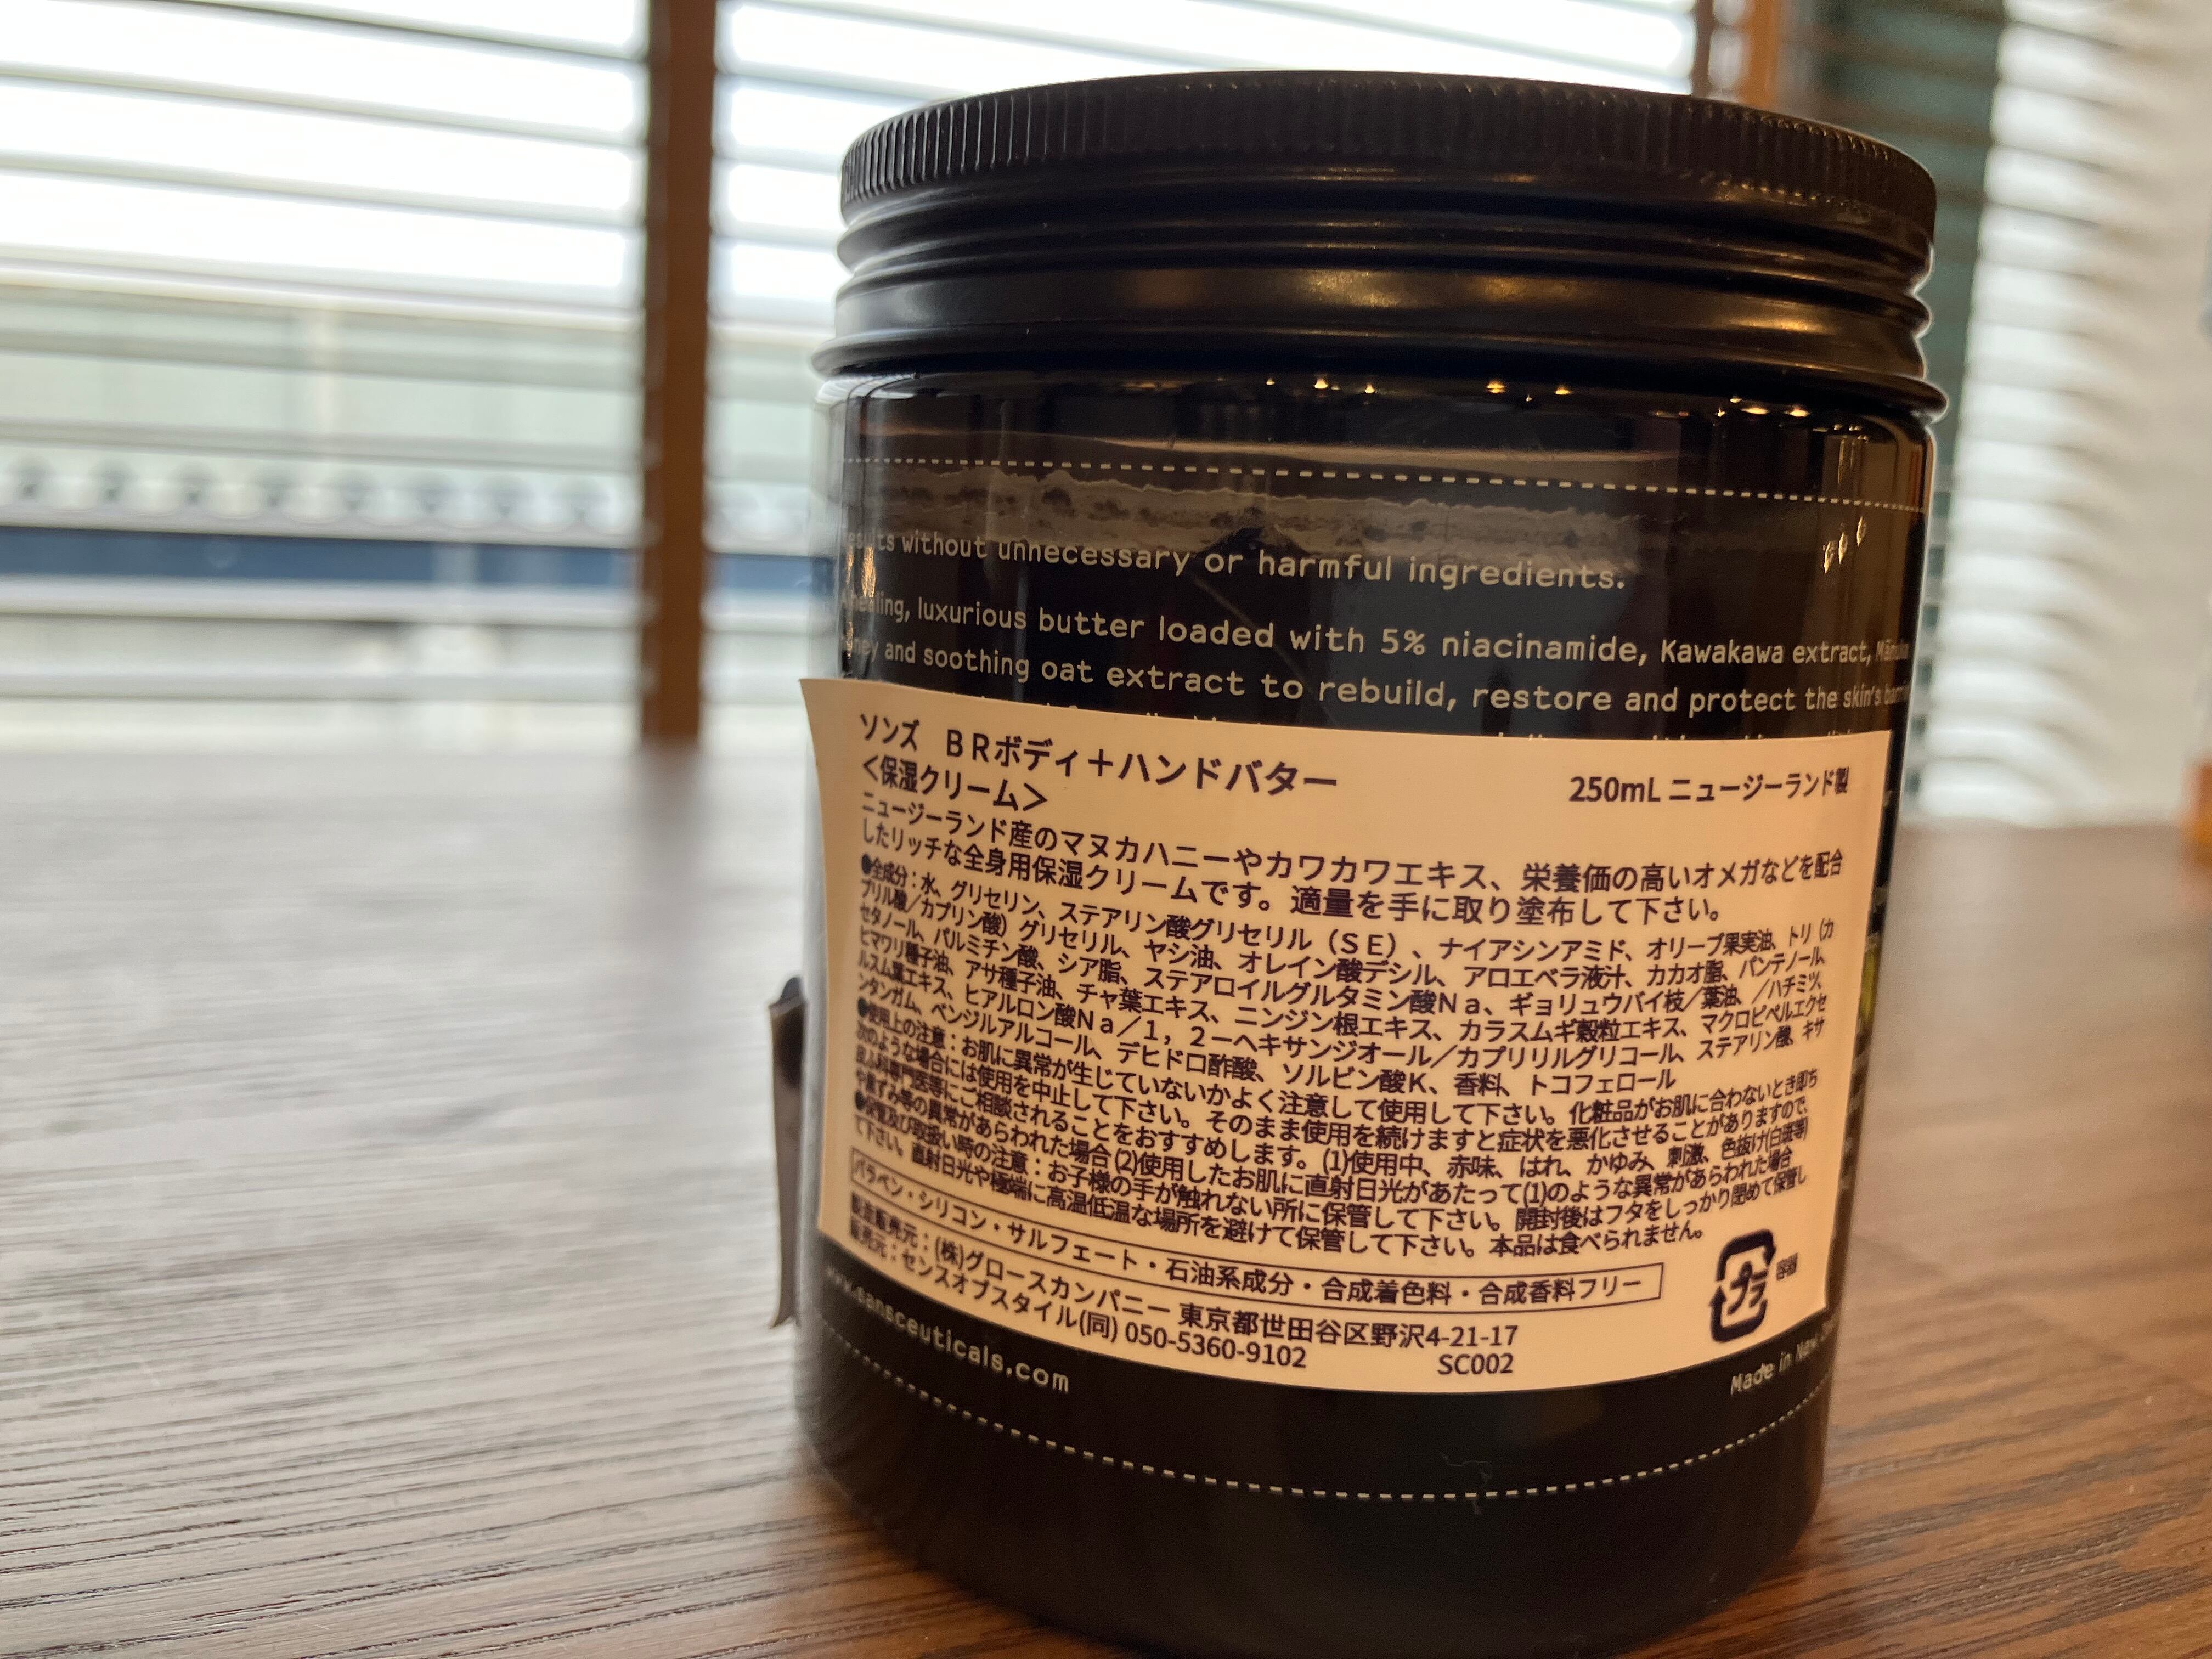 results without unnecessary or harmful ingredients.
healing, luxurious butter loaded with 5% niacinamide, Kawakawa extract, Mānuka
honey and soothing oat extract to rebuild, restore and protect the skin's
ソンズ BRボディ＋ハンドバター
＜保湿クリーム＞
250mL ニュージーランド製
ニュージーランド産のマヌカハニーやカワカワエキス、栄養価の高いオメガなどを配合
したリッチな全身用保湿クリームです。適量を手に取り塗布して下さい。
●全成分：水、グリセリン、ステアリン酸グリセリル（ＳＥ）、ナイアシンアミド、オリーブ果実油、トリ（カ
プリル酸／カプリン酸）グリセリル、ヤシ油、オレイン酸デシル、アロエベラ液汁、カカオ脂、パンテノール、
セタノール、パルミチン酸、シア脂、ステアロイルグルタミン酸Ｎａ、ギョリュウバイ枝／葉油、／ハチミツ、
ヒマワリ種子油、アサ種子油、チャ葉エキス、ニンジン根エキス、カラスムギ穀粒エキス、マクロピペルエクセ
ルスム葉エキス、ヒアルロン酸Ｎａ／１，２－ヘキサンジオール／カプリリルグリコール、ステアリン酸、キサ
ンタンガム、ベンジルアルコール、デヒドロ酢酸、ソルビン酸Ｋ、香料、トコフェロール
●使用上の注意：お肌に異常が生じていないかよく注意して使用して下さい。化粧品がお肌に合わないとき即ち
次のような場合には使用を中止して下さい。そのまま使用を続けますと症状を悪化させることがありますので、
皮ふ科専門医等にご相談されることをおすすめします。(1)使用中、赤味、はれ、かゆみ、刺激、色抜け(白斑等)
や黒ずみ等の異常があらわれた場合(2)使用したお肌に直射日光があたって(1)のような異常があらわれた場合
●保管及び取扱い時の注意：お子様の手が触れない所に保管して下さい。開封後はフタをしっかり閉めて保管し
て下さい。直射日光や極端に高温低温な場所を避けて保管して下さい。本品は食べられません。
パラベン・シリコン・サルフェート・石油系成分・合成着色料・合成香料フリー
製造販売元：(株)グロースカンパニー 東京都世田谷区野沢4-21-17
販売元：センスオブスタイル(同) 050-5360-9102
SC002
プラ
容器
www.sansceuticals.com
Made in New